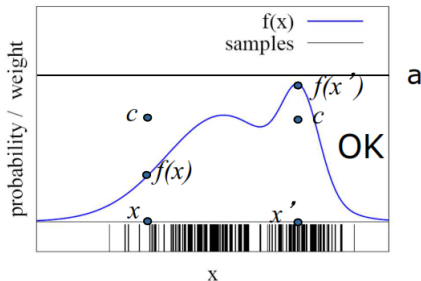 f(x)
samples
a
f(x')
c
c
OK
f(x)
x
x'
probability / weight
x